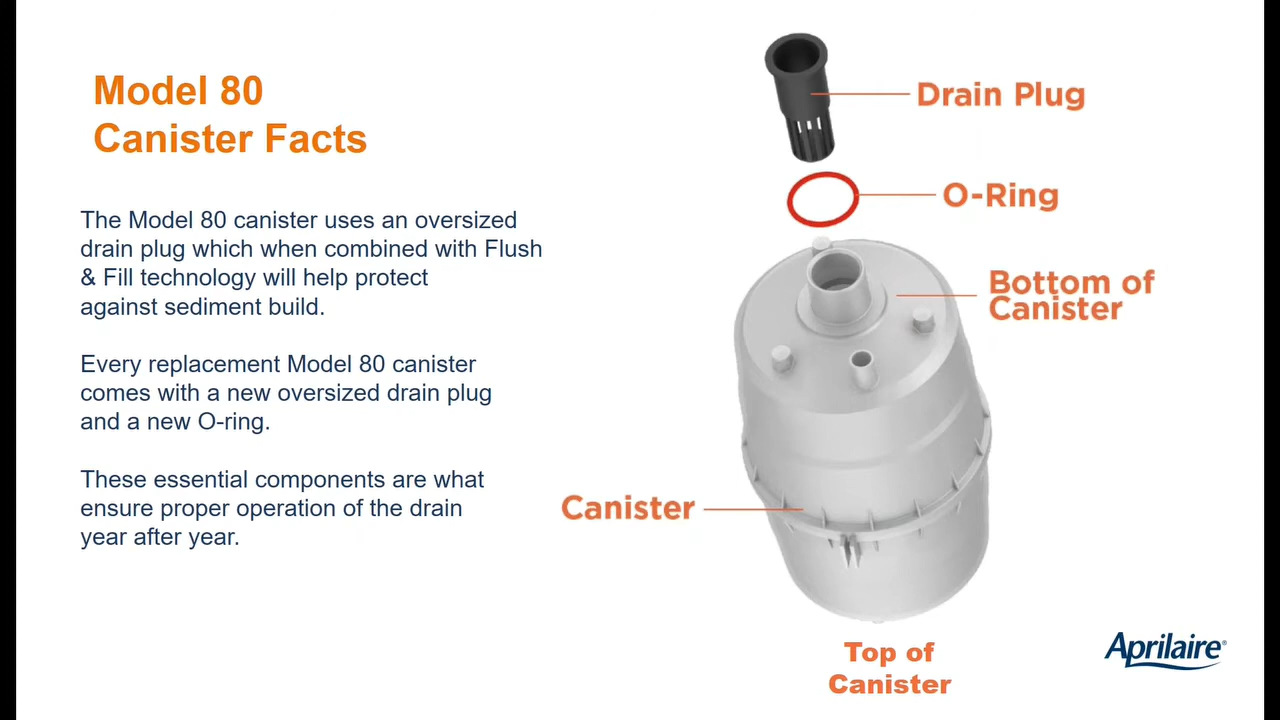 Model 80
Canister Facts
The Model 80 canister uses an oversized
drain plug which when combined with Flush
& Fill technology will help protect
against sediment build.
Every replacement Model 80 canister
comes with a new oversized drain plug
and a new O-ring.
These essential components are what
ensure proper operation of the drain
year after year.
Drain Plug
O-Ring
Bottom of
Canister
Canister
Top of
Canister
Aprilaire®